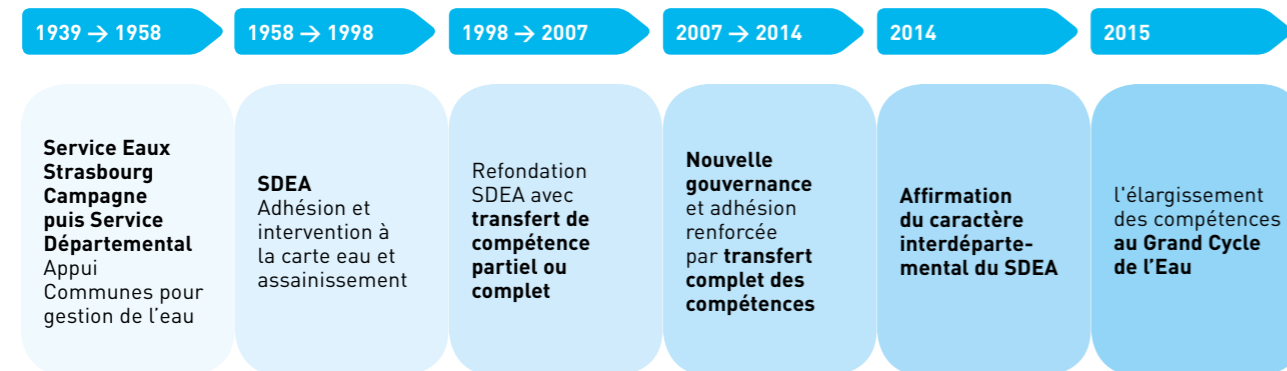 1939 → 1958
1958 → 1998
1998 → 2007
2007 → 2014
2014
2015
Service Eaux
Strasbourg
Campagne
puis Service
Départemental
Appui
Communes pour
gestion de l'eau
SDEA
Adhésion et
intervention à
la carte eau et
assainissement
Refondation
SDEA avec
transfert de
compétence
partiel ou
complet
Nouvelle
gouvernance
et adhésion
renforcée
par transfert
complet des
compétences
Affirmation
du caractère
interdéparte-
mental du SDEA
l'élargissement
des compétences
au Grand Cycle
de l'Eau